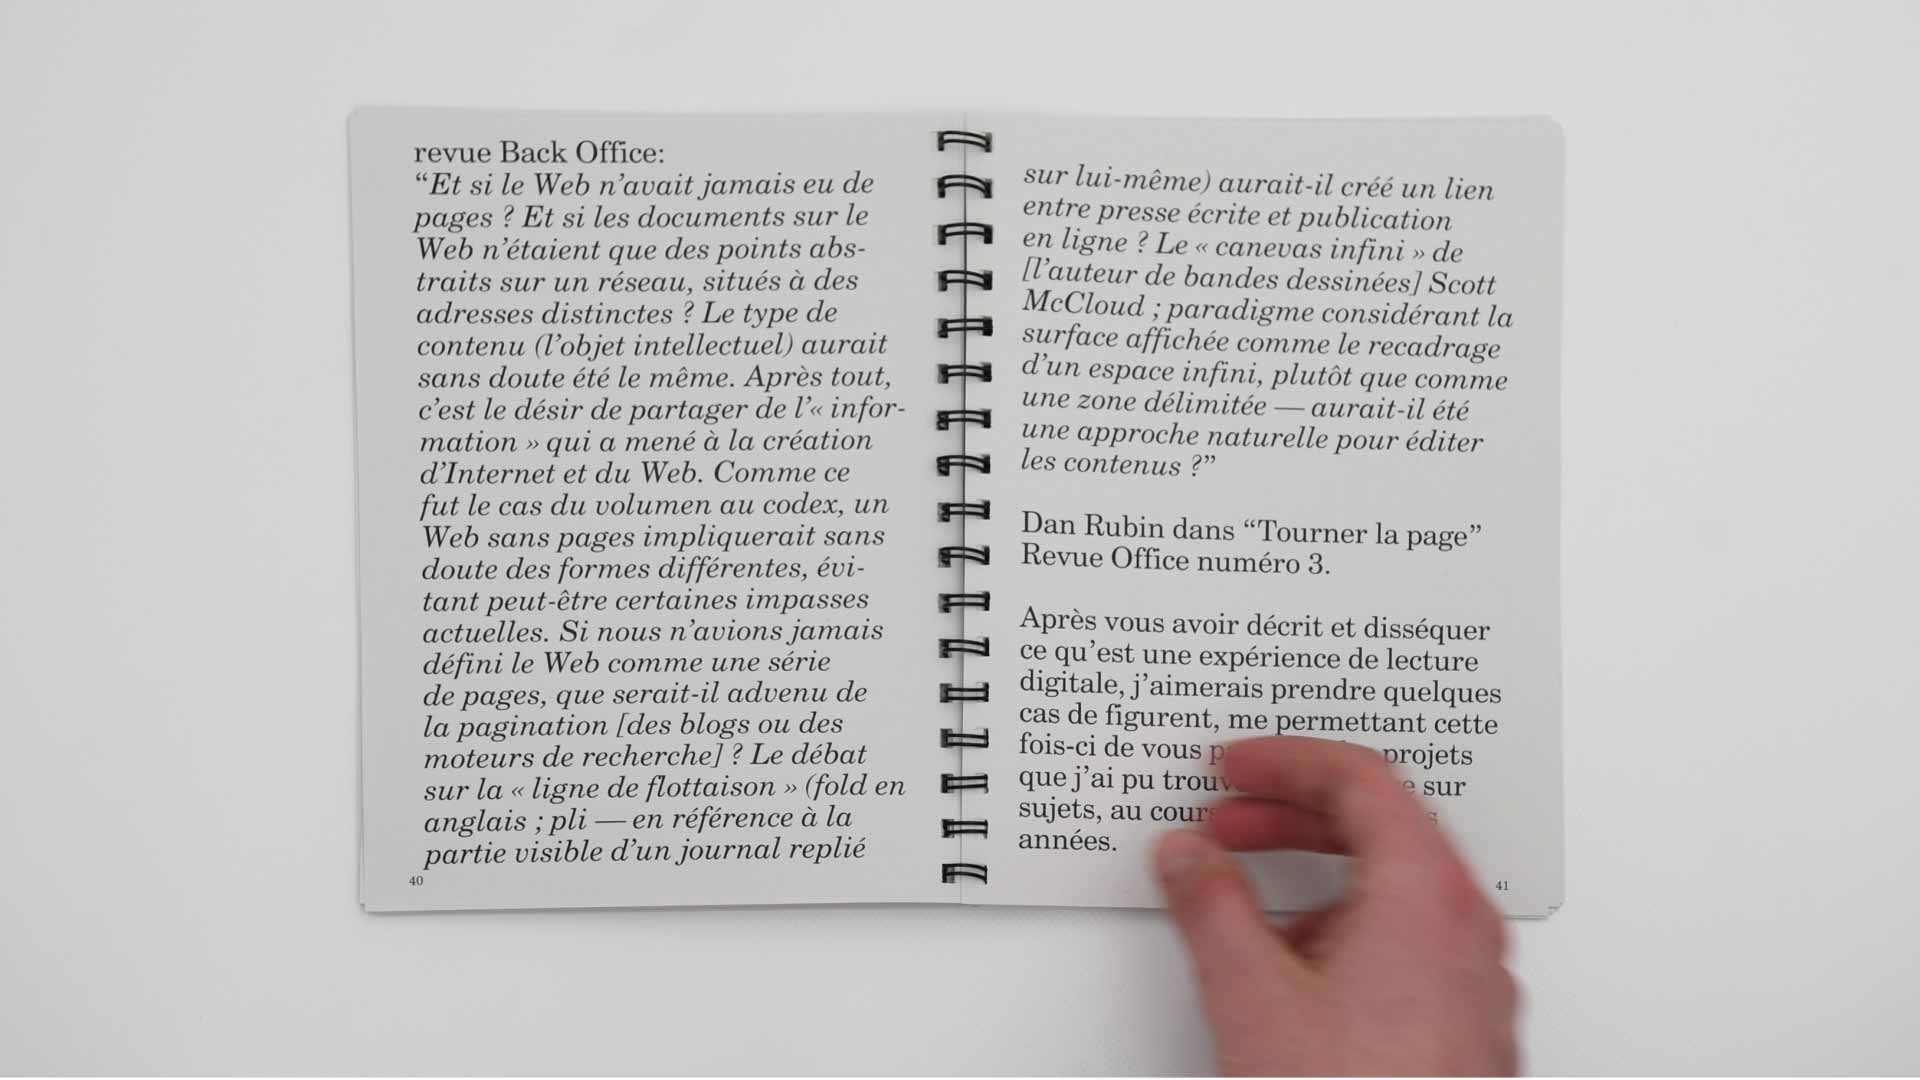 revue Back Office:
“Et si le Web n’avait jamais eu de
pages ? Et si les documents sur le
Web n’étaient que des points abs-
traits sur un réseau, situés à des
adresses distinctes ? Le type de
contenu (l’objet intellectuel) aurait
sans doute été le même. Après tout,
c’est le désir de partager de l’« infor-
mation » qui a mené à la création
d’Internet et du Web. Comme ce
fut le cas du volumen au codex, un
Web sans pages impliquerait sans
doute des formes différentes, évi-
tant peut-être certaines impasses
actuelles. Si nous n’avions jamais
défini le Web comme une série
de pages, que serait-il advenu de
la pagination [des blogs ou des
moteurs de recherche] ? Le débat
sur la « ligne de flottaison » (fold en
anglais ; pli — en référence à la
partie visible d’un journal replié
40
sur lui-même) aurait-il créé un lien
entre presse écrite et publication
en ligne ? Le « canevas infini » de
[l’auteur de bandes dessinées] Scott
McCloud ; paradigme considérant la
surface affichée comme le recadrage
d’un espace infini, plutôt que comme
une zone délimitée — aurait-il été
une approche naturelle pour éditer
les contenus ?”
Dan Rubin dans “Tourner la page”
Revue Office numéro 3.
Après vous avoir décrit et disséquer
ce qu’est une expérience de lecture
digitale, j’aimerais prendre quelques
cas de figurent, me permettant cette
fois-ci de vous projets
que j’ai pu sur
sujets, au
années.
41